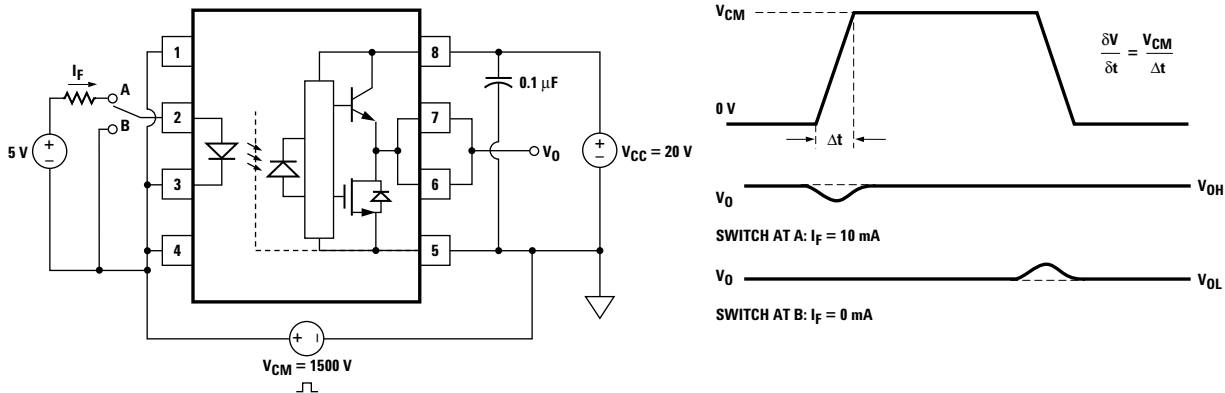 I_F
A
B
5 V
+
–
1
2
3
4
8
7
6
5
0.1 µF
V_O
+
–
V_CC = 20 V
+
–
V_CM = 1500 V
V_CM
0 V
Δt
δV/δt = V_CM/Δt
V_O
V_OH
SWITCH AT A: I_F = 10 mA
V_O
V_OL
SWITCH AT B: I_F = 0 mA